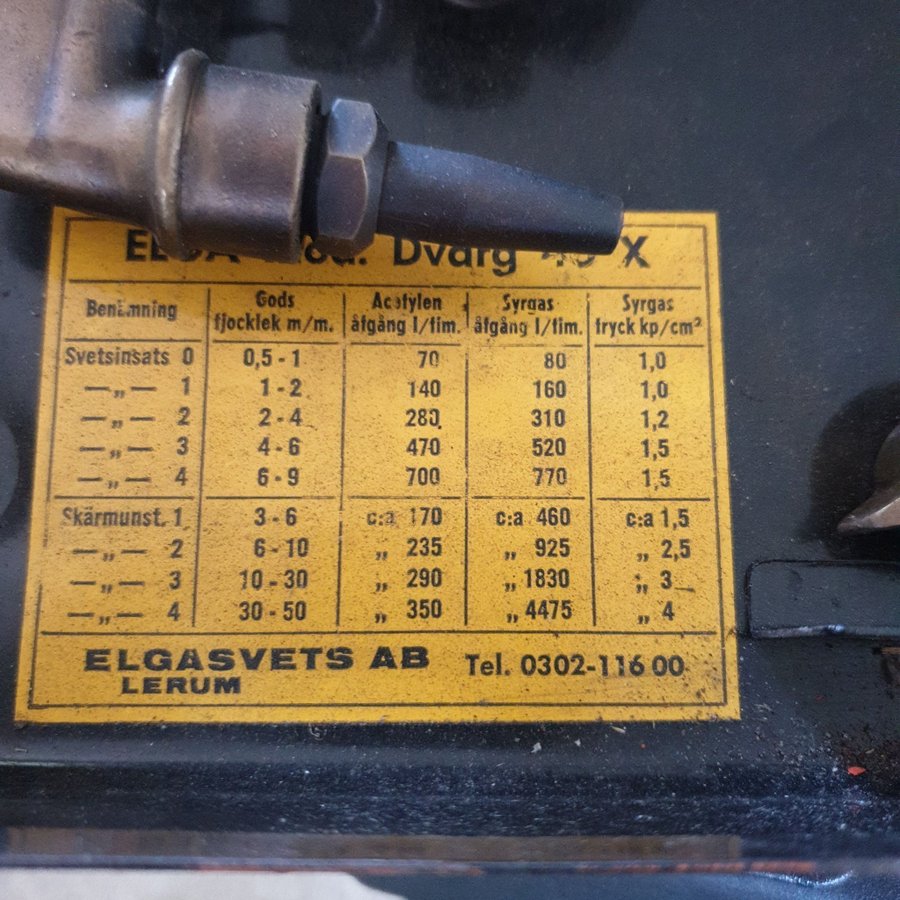 Dvärg X
Benämning Gods tjocklek m/m. Acetylen åtgång l/tim. Syrgas åtgång l/tim. Syrgas tryck kp/cm²
Svetsinsats 0 0,5 - 1 70 80 1,0
— „ — 1 1 - 2 140 160 1,0
— „ — 2 2 - 4 280 310 1,2
— „ — 3 4 - 6 470 520 1,5
— „ — 4 6 - 9 700 770 1,5
Skärmunst. 1 3 - 6 c:a 170 c:a 460 c:a 1,5
— „ — 2 6 - 10 „ 235 „ 925 „ 2,5
— „ — 3 10 - 30 „ 290 „ 1830 „ 3
— „ — 4 30 - 50 „ 350 „ 4475 „ 4
ELGASVETS AB Tel. 0302-116 00
LERUM